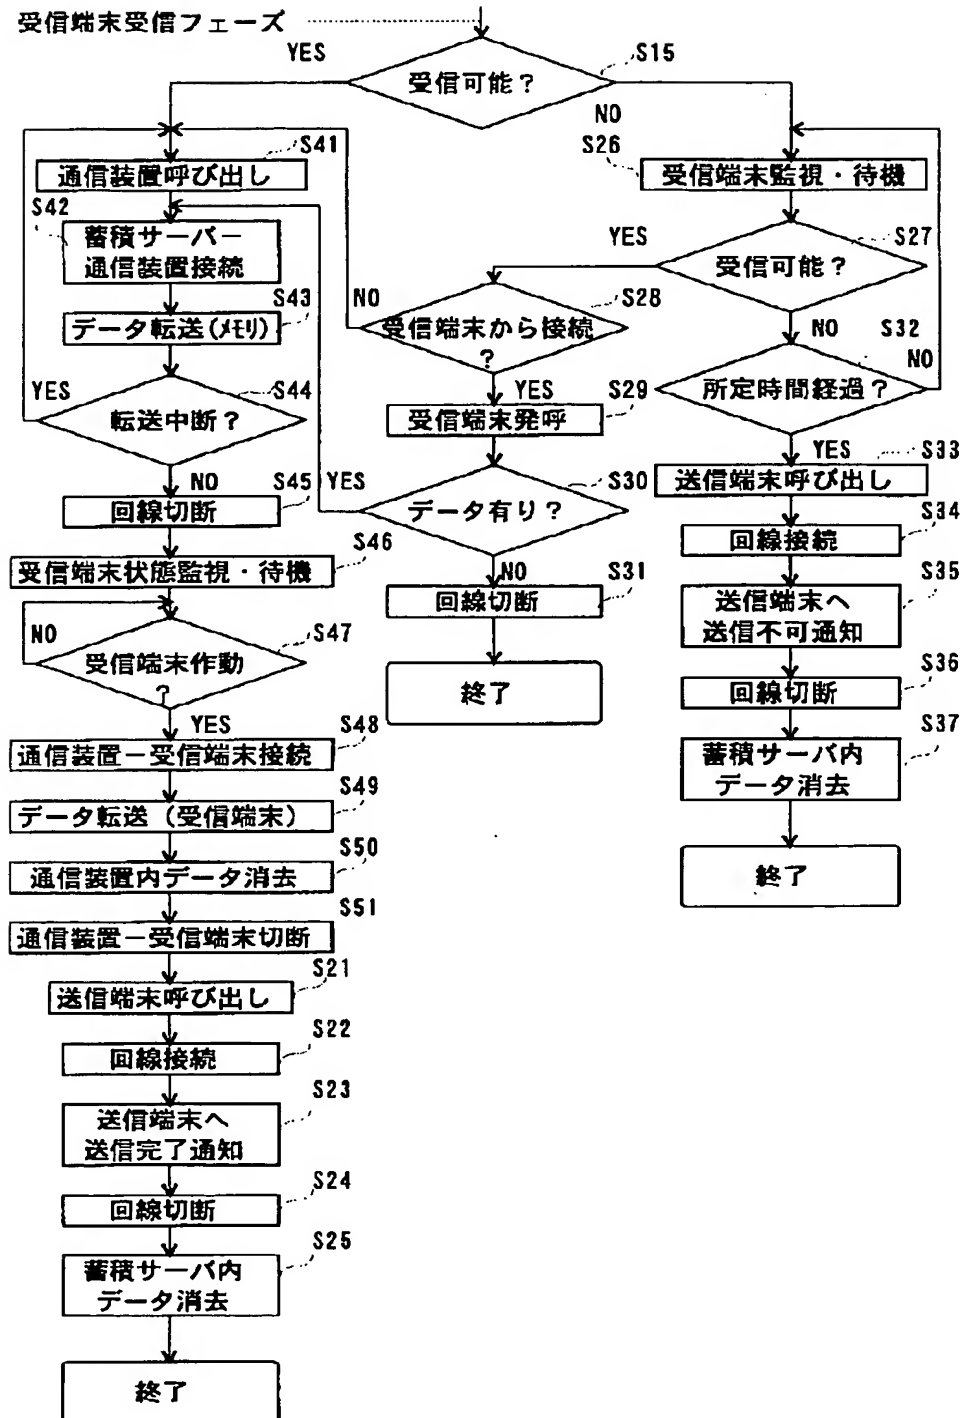 受信端末受信フェーズ
YES
S15
受信可能？
NO
S41
通信装置呼び出し
S42
蓄積サーバ－
通信装置接続
S43
データ転送(ﾒﾓﾘ)
YES
S44
転送中断？
NO
S45
回線切断
S46
受信端末状態監視・待機
NO
S47
受信端末作動
？
YES
S48
通信装置－受信端末接続
S49
データ転送（受信端末）
S50
通信装置内データ消去
S51
通信装置－受信端末切断
S21
送信端末呼び出し
S22
回線接続
S23
送信端末へ
送信完了通知
S24
回線切断
S25
蓄積サーバ内
データ消去
終了
S26
受信端末監視・待機
YES
S27
受信可能？
NO
NO
S28
受信端末から接続
？
YES
S29
受信端末発呼
YES
S30
データ有り？
NO
S31
回線切断
終了
S32
NO
所定時間経過？
YES
S33
送信端末呼び出し
S34
回線接続
S35
送信端末へ
送信不可通知
S36
回線切断
S37
蓄積サーバ内
データ消去
終了